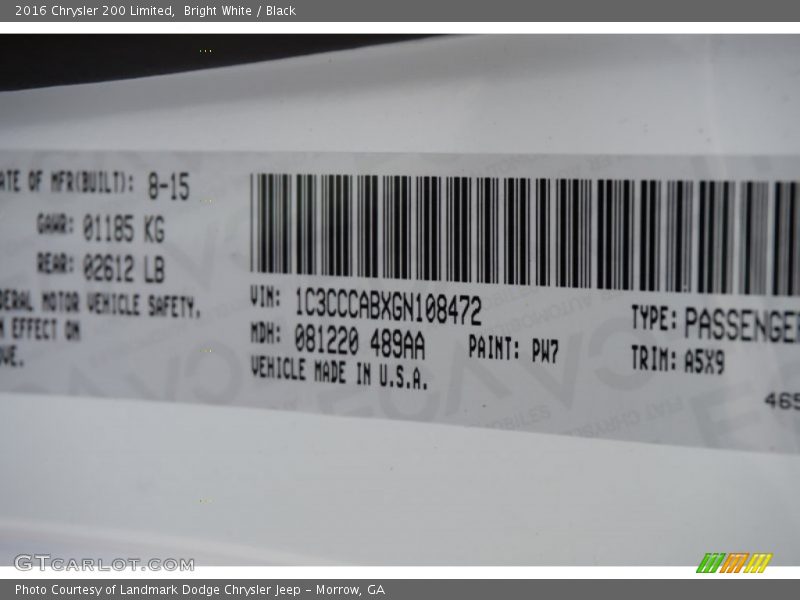 2016 Chrysler 200 Limited, Bright White / Black
ATE OF MFR(BUILT): 8-15
GAWR: 01185 KG
REAR: 02612 LB
DERAL MOTOR VEHICLE SAFETY.
N EFFECT ON
OVE.
VIN: 1C3CCCABXGN108472
MDH: 081220 489AA
PAINT: PW7
VEHICLE MADE IN U.S.A.
TYPE: PASSENGER
TRIM: A5X9
465
GTCARLOT.COM
Photo Courtesy of Landmark Dodge Chrysler Jeep – Morrow, GA